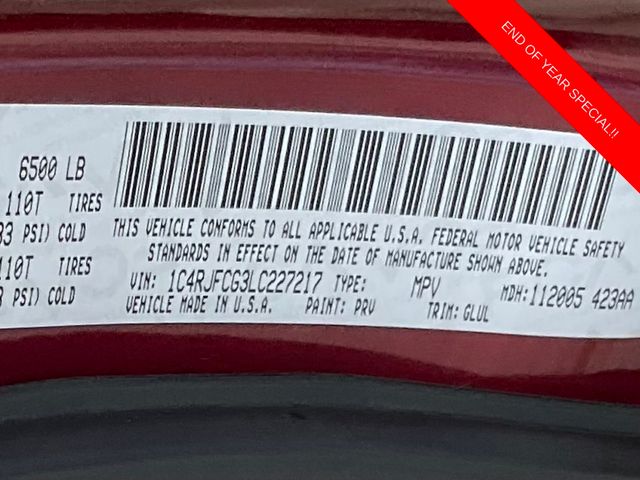 END OF YEAR SPECIAL!!
6500 LB
110T TIRES
33 PSI) COLD
110T TIRES
PSI) COLD
THIS VEHICLE CONFORMS TO ALL APPLICABLE U.S.A. FEDERAL MOTOR VEHICLE SAFETY
STANDARDS IN EFFECT ON THE DATE OF MANUFACTURE SHOWN ABOVE.
VIN: 1C4RJFCG3LC227217 TYPE: MPV MDH:112005 423AA
VEHICLE MADE IN U.S.A. PAINT: PRV TRIM: GLUL